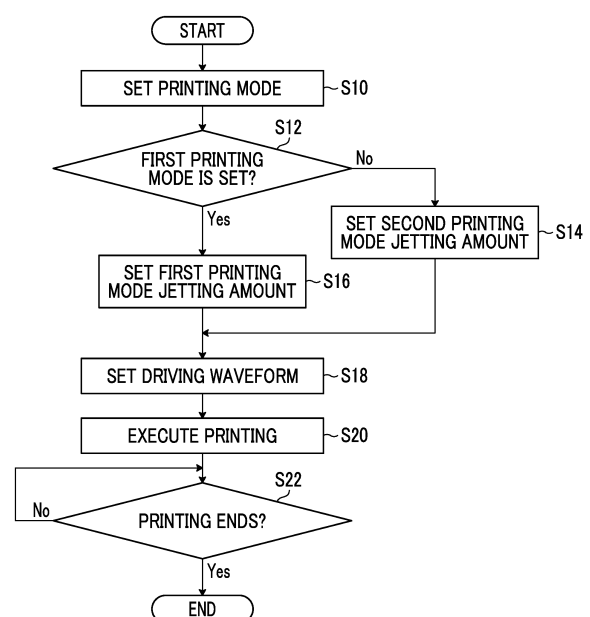 START
SET PRINTING MODE
S10
S12
FIRST PRINTING
MODE IS SET?
No
Yes
SET SECOND PRINTING
MODE JETTING AMOUNT
S14
SET FIRST PRINTING
MODE JETTING AMOUNT
S16
SET DRIVING WAVEFORM
S18
EXECUTE PRINTING
S20
S22
PRINTING ENDS?
No
Yes
END